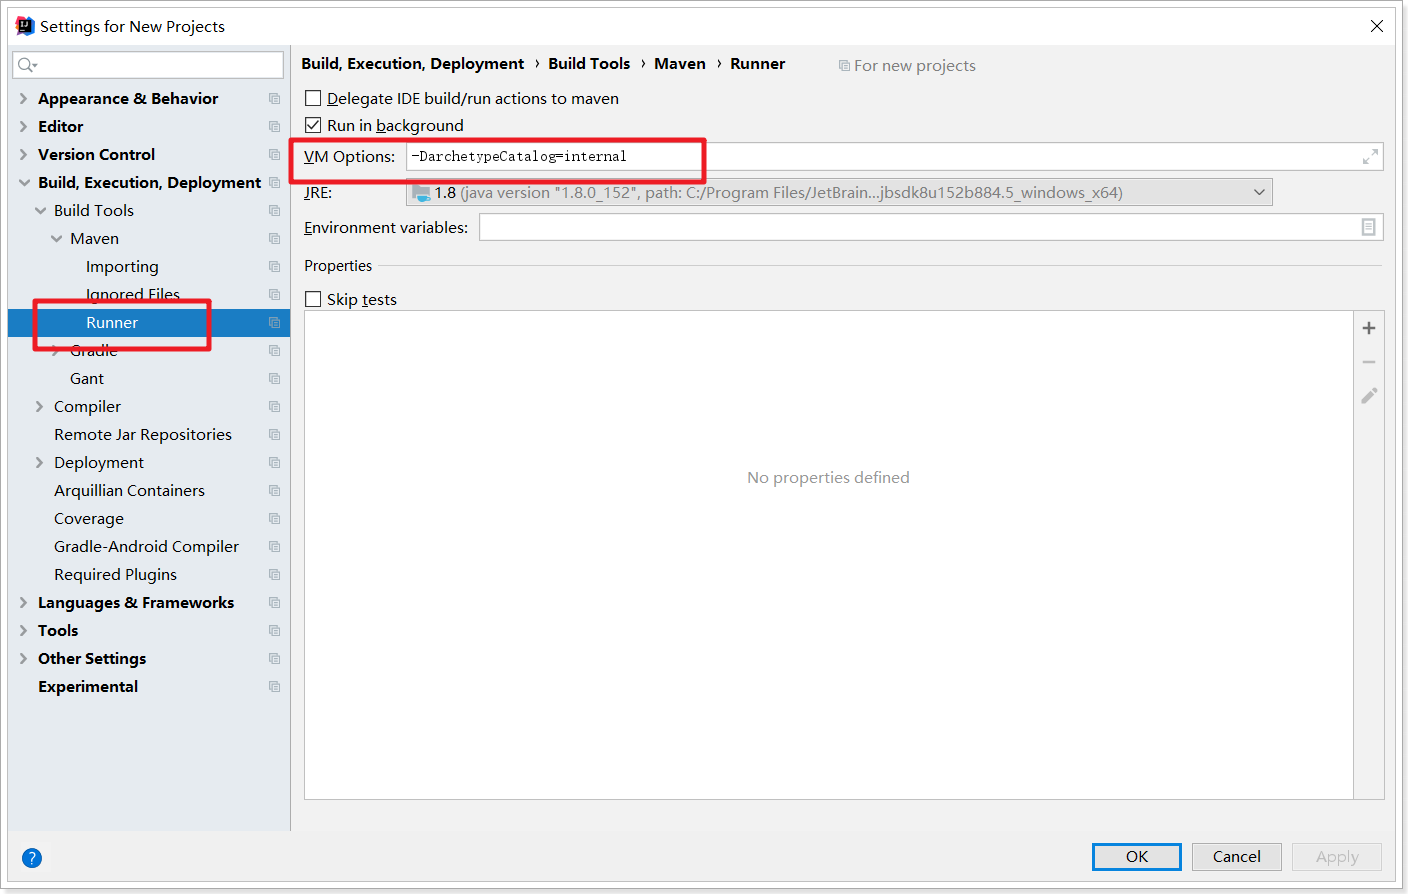 Settings for New Projects
Appearance & Behavior
Editor
Version Control
Build, Execution, Deployment
Build Tools
Maven
Importing
Ignored Files
Runner
Gradle
Gant
Compiler
Remote Jar Repositories
Deployment
Arquillian Containers
Coverage
Gradle-Android Compiler
Required Plugins
Languages & Frameworks
Tools
Other Settings
Experimental
Build, Execution, Deployment › Build Tools › Maven › Runner For new projects
Delegate IDE build/run actions to maven
Run in background
VM Options: -DarchetypeCatalog=internal
JRE: 1.8 (java version "1.8.0_152", path: C:/Program Files/JetBrain...jbsdk8u152b884.5_windows_x64)
Environment variables:
Properties
Skip tests
No properties defined
?
OK Cancel Apply